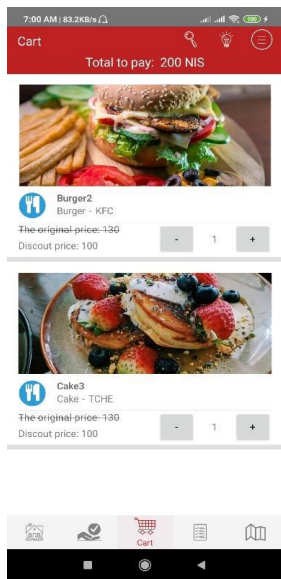 7:00 AM | 83.2KB/s
100
Cart
Total to pay: 200 NIS
Burger2
Burger - KFC
The original price: 130
Discout price: 100
- 1 +
Cake3
Cake - TCHE
The original price: 130
Discout price: 100
- 1 +
Cart